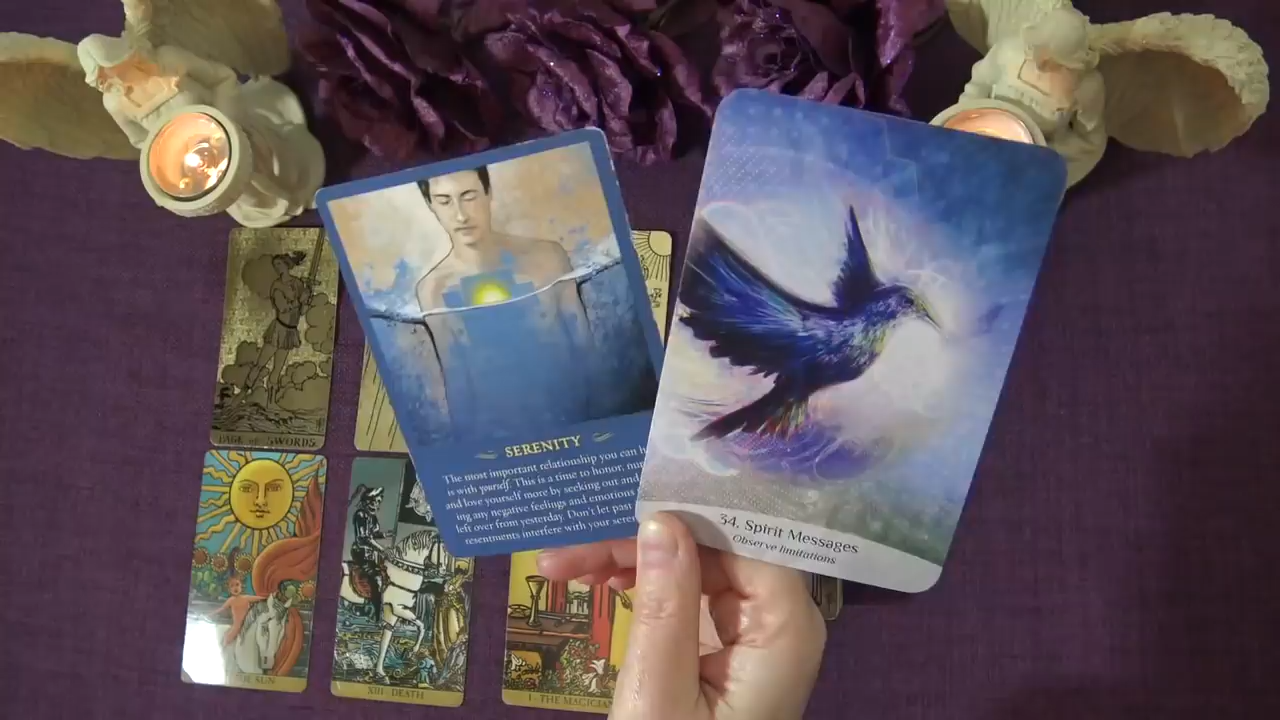 PAGE OF SWORDS
SERENITY
The most important relationship you can
is with yourself. This is a time to honor,
and love yourself more by seeking out and
ing any negative feelings and emotions
left over from yesterday. Don't let past
resentments interfere with your
34. Spirit Messages
Observe limitations
THE SUN
XIII · DEATH
I · THE MAGICIAN